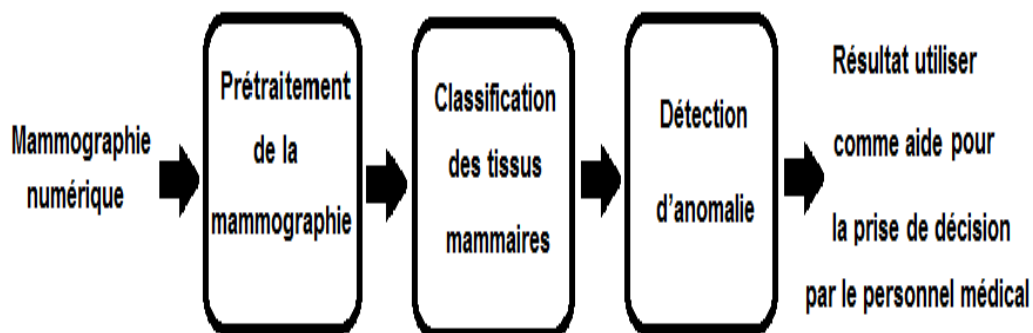 Mammographie
numérique
Prétraitement
de la
mammographie
Classification
des tissus
mammaires
Détection
d'anomalie
Résultat utiliser
comme aide pour
la prise de décision
par le personnel médical